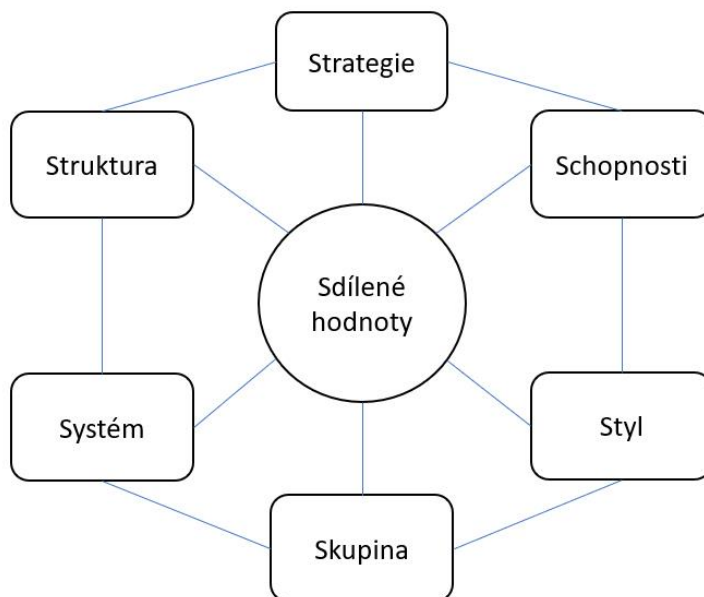 Strategie
Struktura
Schopnosti
Sdílené
hodnoty
Systém
Styl
Skupina